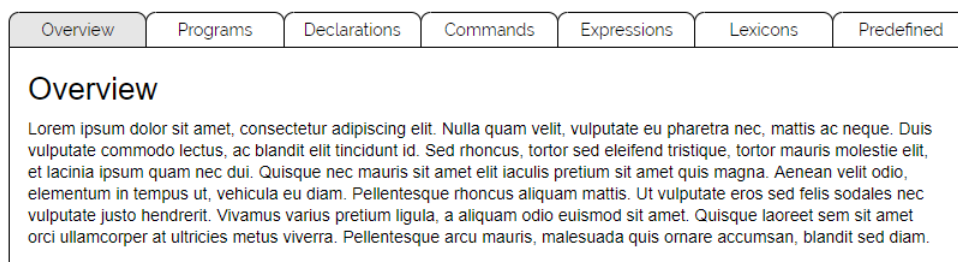 Overview Programs Declarations Commands Expressions Lexicons Predefined
Overview
Lorem ipsum dolor sit amet, consectetur adipiscing elit. Nulla quam velit, vulputate eu pharetra nec, mattis ac neque. Duis
vulputate commodo lectus, ac blandit elit tincidunt id. Sed rhoncus, tortor sed eleifend tristique, tortor mauris molestie elit,
et lacinia ipsum quam nec dui. Quisque nec mauris sit amet elit iaculis pretium sit amet quis magna. Aenean velit odio,
elementum in tempus ut, vehicula eu diam. Pellentesque rhoncus aliquam mattis. Ut vulputate eros sed felis sodales nec
vulputate justo hendrerit. Vivamus varius pretium ligula, a aliquam odio euismod sit amet. Quisque laoreet sem sit amet
orci ullamcorper at ultricies metus viverra. Pellentesque arcu mauris, malesuada quis ornare accumsan, blandit sed diam.